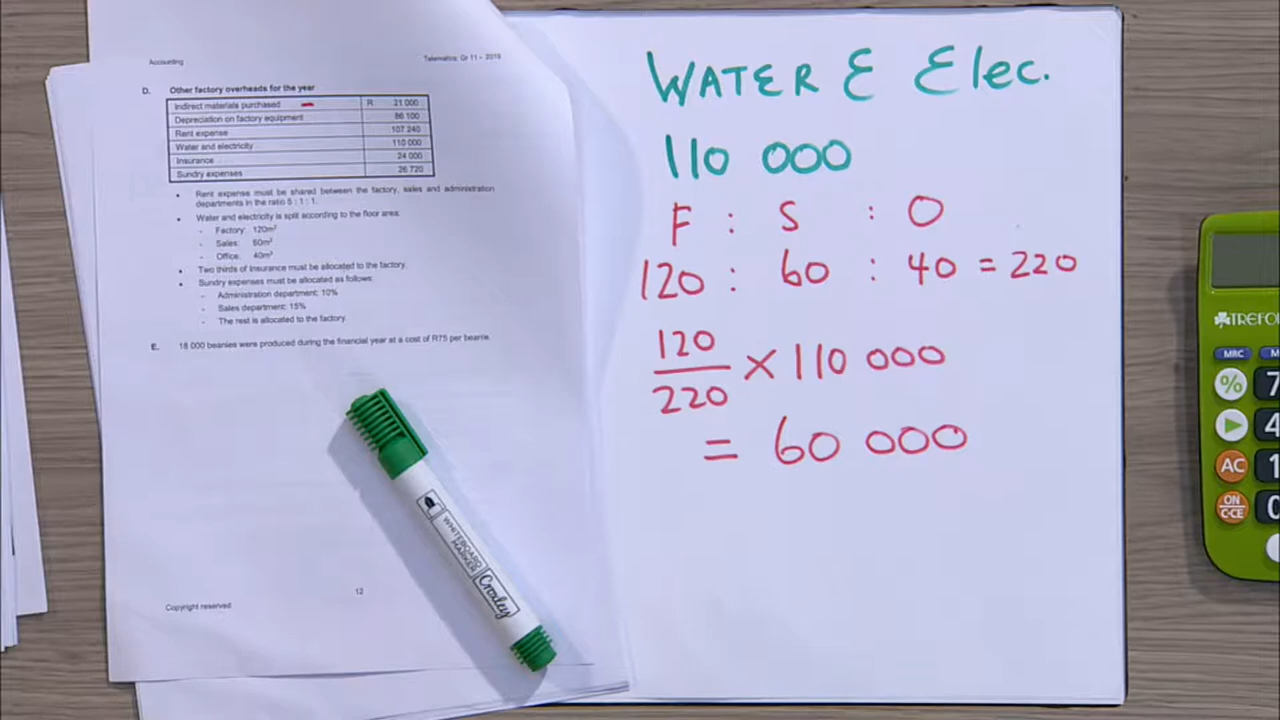 Accounting Telematics: Gr 11 – 2019
D. Other factory overheads for the year
Indirect materials purchased R 21 000
Depreciation on factory equipment 86 100
Rent expense 107 240
Water and electricity 110 000
Insurance 24 000
Sundry expenses 26 720
• Rent expense must be shared between the factory, sales and administration
departments in the ratio 5 : 1 : 1.
• Water and electricity is split according to the floor area:
- Factory: 120m²
- Sales: 60m²
- Office: 40m²
• Two thirds of insurance must be allocated to the factory.
• Sundry expenses must be allocated as follows:
- Administration department: 10%
- Sales department: 15%
- The rest is allocated to the factory.
E. 18 000 beanies were produced during the financial year at a cost of R75 per beanie.
12
Copyright reserved
WHITEBOARD
MARKER
Croxley
WATER & Elec.
110 000
F : S : O
120 : 60 : 40 = 220
120
220
× 110 000
= 60 000
TREFO
MRC M
% 7
4
AC 1
ON
C·CE 0